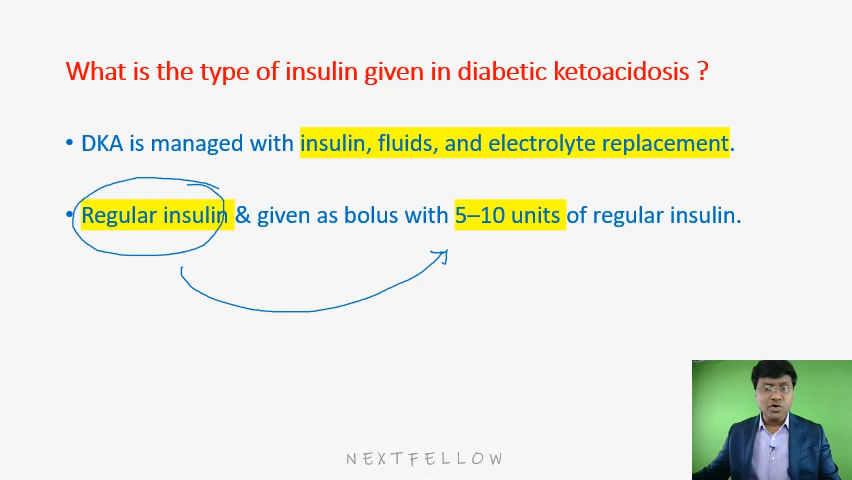 What is the type of insulin given in diabetic ketoacidosis ?
• DKA is managed with insulin, fluids, and electrolyte replacement.
• Regular insulin & given as bolus with 5–10 units of regular insulin.
NEXTFELLOW